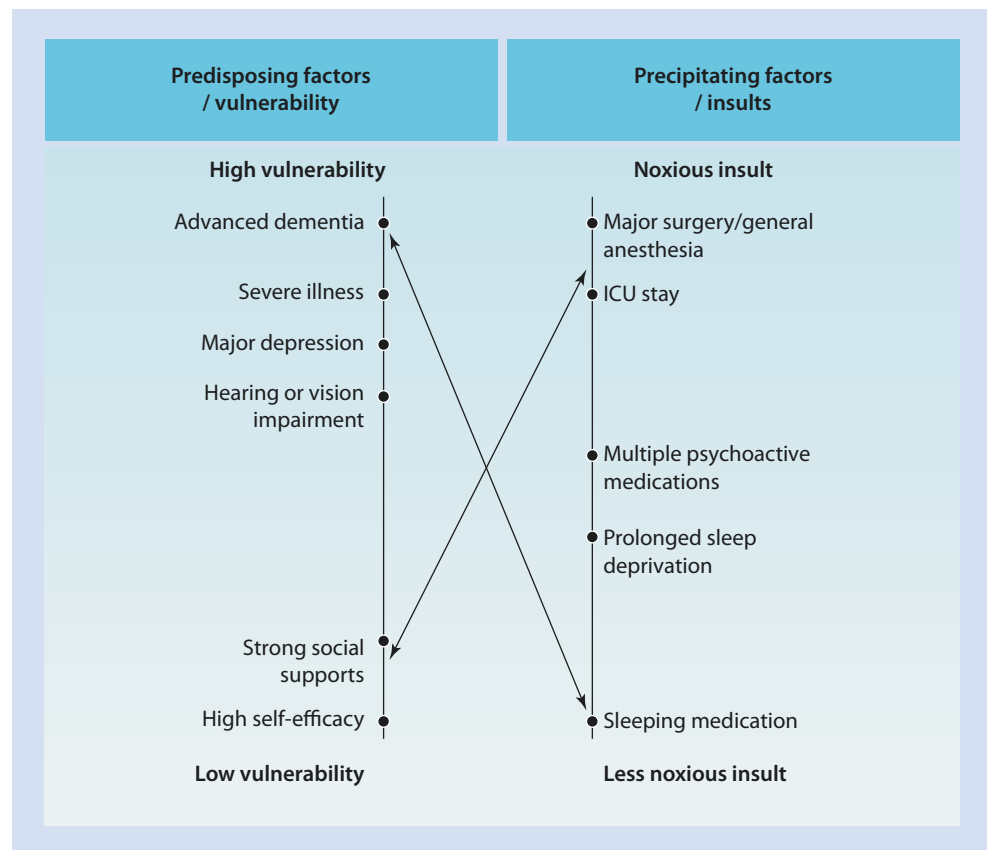 Predisposing factors
/ vulnerability
Precipitating factors
/ insults
High vulnerability
Advanced dementia
Severe illness
Major depression
Hearing or vision
impairment
Strong social
supports
High self-efficacy
Low vulnerability
Noxious insult
Major surgery/general
anesthesia
ICU stay
Multiple psychoactive
medications
Prolonged sleep
deprivation
Sleeping medication
Less noxious insult